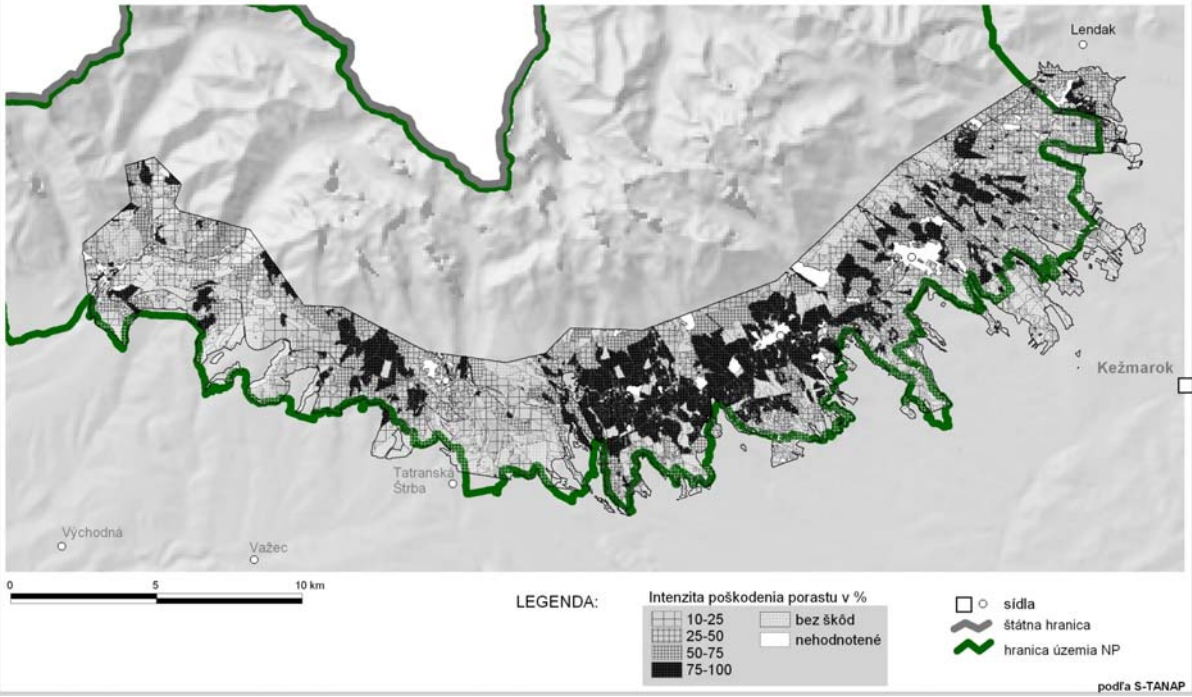 Lendak
Kežmarok
Tatranská
Štrba
Východná
Važec
0 5 10 km
LEGENDA:
Intenzita poškodenia porastu v %
10-25
25-50
50-75
75-100
bez škôd
nehodnotené
sídla
štátna hranica
hranica územia NP
podľa S-TANAP